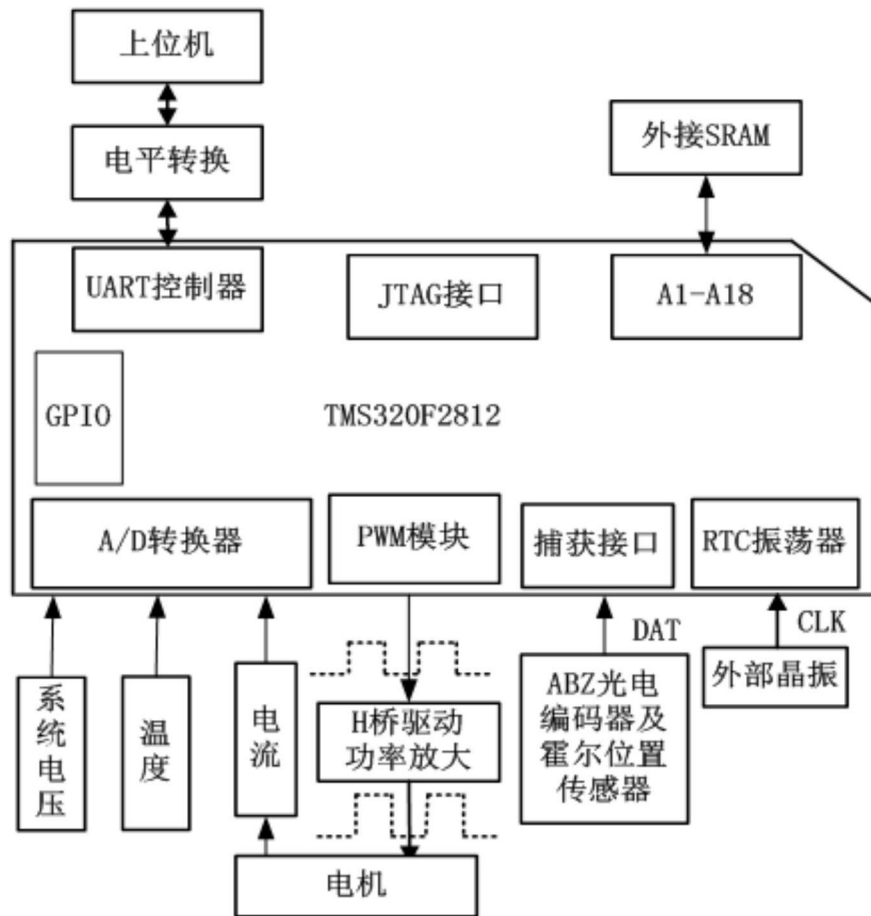 上位机
电平转换
外接SRAM
UART控制器
JTAG接口
A1-A18
GPIO
TMS320F2812
A/D转换器
PWM模块
捕获接口
RTC振荡器
DAT
CLK
系统电压
温度
电流
H桥驱动
功率放大
ABZ光电
编码器及
霍尔位置
传感器
外部晶振
电机